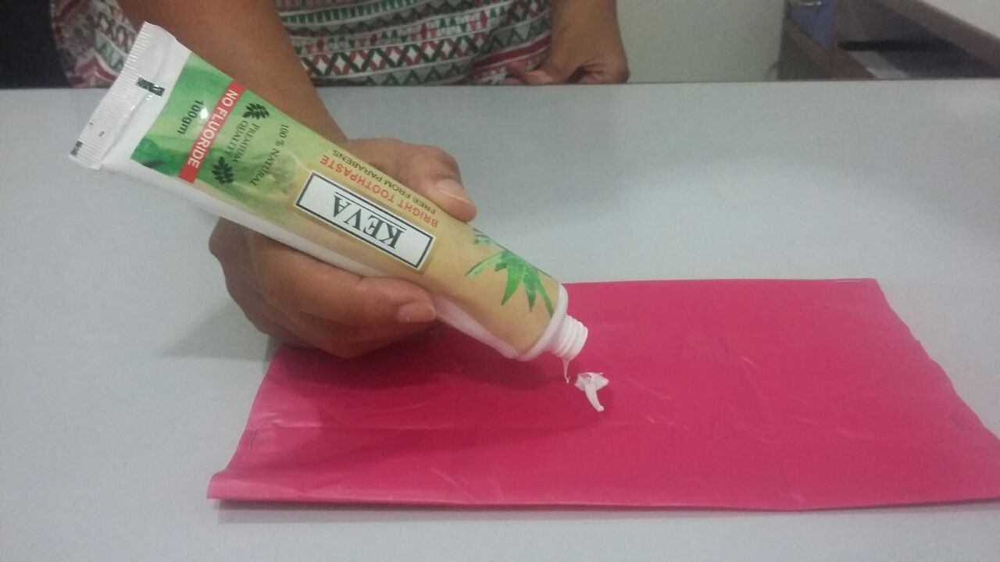 KEVA
BRIGHT TOOTHPASTE
FREE FROM PARABENS
100 % NATURAL
PREMIUM
QUALITY
NO FLUORIDE
100gm